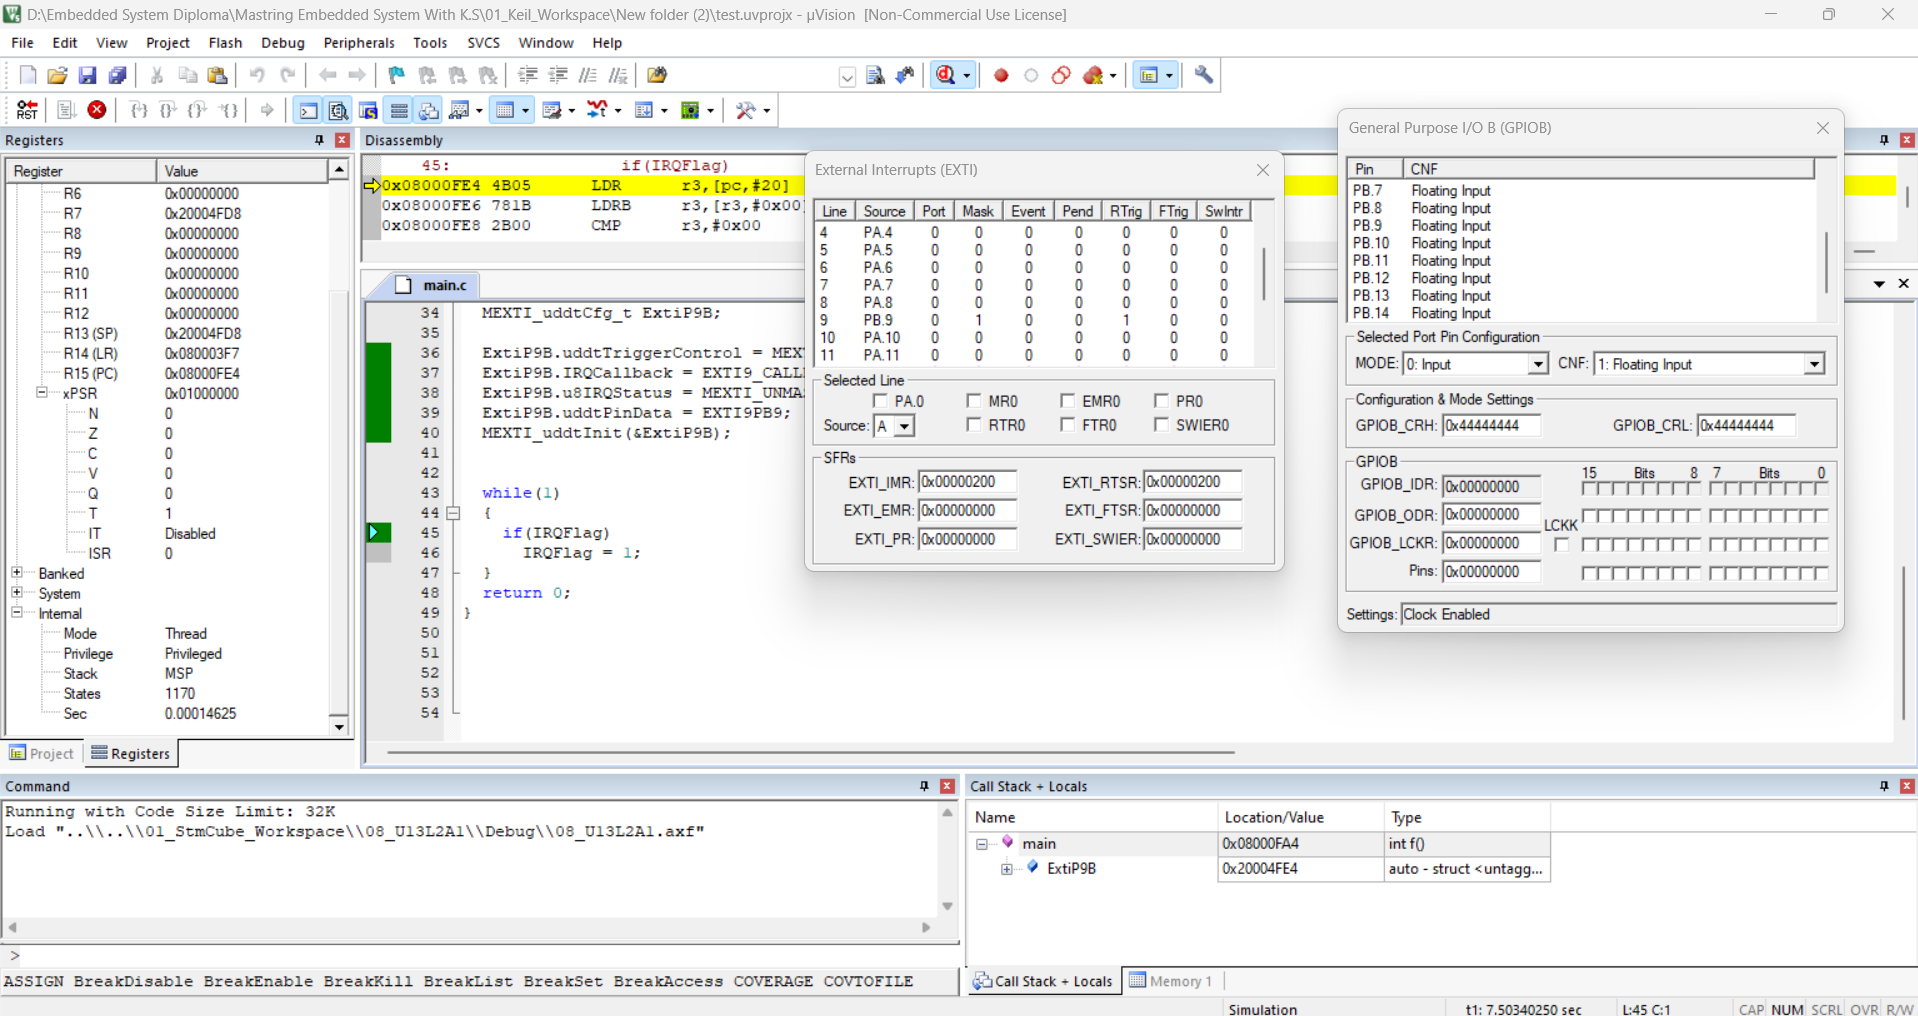 D:\Embedded System Diploma\Mastring Embedded System With K.S\01_Keil_Workspace\New folder (2)\test.uvprojx - µVision [Non-Commercial Use License]
File Edit View Project Flash Debug Peripherals Tools SVCS Window Help
RST
Registers
Register Value
R6 0x00000000
R7 0x20004FD8
R8 0x00000000
R9 0x00000000
R10 0x00000000
R11 0x00000000
R12 0x00000000
R13 (SP) 0x20004FD8
R14 (LR) 0x080003F7
R15 (PC) 0x08000FE4
xPSR 0x01000000
N 0
Z 0
C 0
V 0
Q 0
T 1
IT Disabled
ISR 0
Banked
System
Internal
Mode Thread
Privilege Privileged
Stack MSP
States 1170
Sec 0.00014625
Project Registers
Disassembly
45: if(IRQFlag)
0x08000FE4 4B05 LDR r3,[pc,#20]
0x08000FE6 781B LDRB r3,[r3,#0x00]
0x08000FE8 2B00 CMP r3,#0x00
main.c
34 MEXTI_uddtCfg_t ExtiP9B;
35
36 ExtiP9B.uddtTriggerControl = MEX
37 ExtiP9B.IRQCallback = EXTI9_CALL
38 ExtiP9B.u8IRQStatus = MEXTI_UNMA
39 ExtiP9B.uddtPinData = EXTI9PB9;
40 MEXTI_uddtInit(&ExtiP9B);
41
42
43 while(1)
44 {
45 if(IRQFlag)
46 IRQFlag = 1;
47 }
48 return 0;
49 }
50
51
52
53
54
External Interrupts (EXTI)
Line Source Port Mask Event Pend RTrig FTrig SwIntr
4 PA.4 0 0 0 0 0 0 0
5 PA.5 0 0 0 0 0 0 0
6 PA.6 0 0 0 0 0 0 0
7 PA.7 0 0 0 0 0 0 0
8 PA.8 0 0 0 0 0 0 0
9 PB.9 0 1 0 0 1 0 0
10 PA.10 0 0 0 0 0 0 0
11 PA.11 0 0 0 0 0 0 0
Selected Line
PA.0 MR0 EMR0 PR0
Source: A RTR0 FTR0 SWIER0
SFRs
EXTI_IMR: 0x00000200 EXTI_RTSR: 0x00000200
EXTI_EMR: 0x00000000 EXTI_FTSR: 0x00000000
EXTI_PR: 0x00000000 EXTI_SWIER: 0x00000000
General Purpose I/O B (GPIOB)
Pin CNF
PB.7 Floating Input
PB.8 Floating Input
PB.9 Floating Input
PB.10 Floating Input
PB.11 Floating Input
PB.12 Floating Input
PB.13 Floating Input
PB.14 Floating Input
Selected Port Pin Configuration
MODE: 0: Input CNF: 1: Floating Input
Configuration & Mode Settings
GPIOB_CRH: 0x44444444 GPIOB_CRL: 0x44444444
GPIOB
15 Bits 8 7 Bits 0
GPIOB_IDR: 0x00000000
GPIOB_ODR: 0x00000000
LCKK
GPIOB_LCKR: 0x00000000
Pins: 0x00000000
Settings: Clock Enabled
Command
Running with Code Size Limit: 32K
Load "..\\..\\01_StmCube_Workspace\\08_U13L2A1\\Debug\\08_U13L2A1.axf"
>
ASSIGN BreakDisable BreakEnable BreakKill BreakList BreakSet BreakAccess COVERAGE COVTOFILE
Call Stack + Locals
Name Location/Value Type
main 0x08000FA4 int f()
ExtiP9B 0x20004FE4 auto - struct <untagg...
Call Stack + Locals Memory 1
Simulation t1: 7.50340250 sec L:45 C:1 CAP NUM SCRL OVR R/W